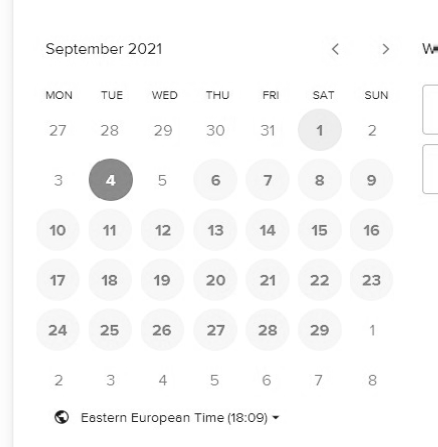 September 2021 < >
MON TUE WED THU FRI SAT SUN
27 28 29 30 31 1 2
3 4 5 6 7 8 9
10 11 12 13 14 15 16
17 18 19 20 21 22 23
24 25 26 27 28 29 1
2 3 4 5 6 7 8
Eastern European Time (18:09)